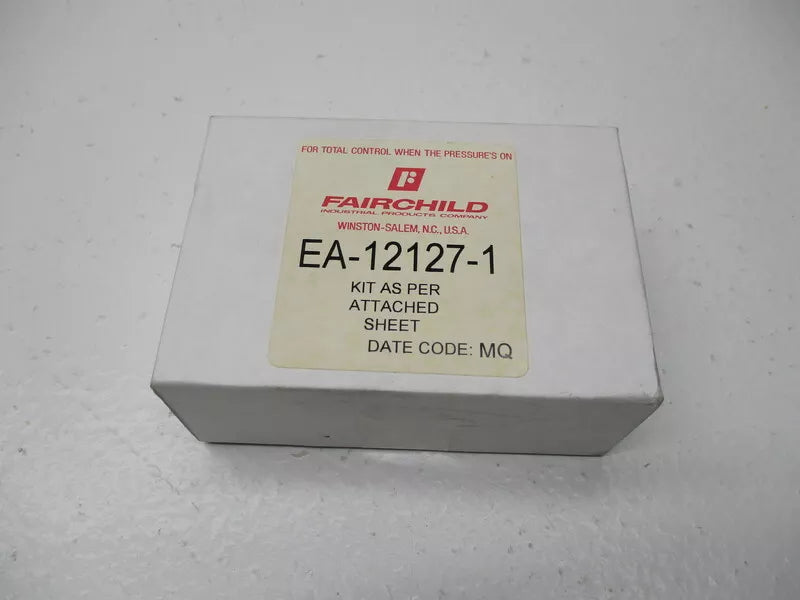 FOR TOTAL CONTROL WHEN THE PRESSURE'S ON
FAIRCHILD
INDUSTRIAL PRODUCTS COMPANY
WINSTON-SALEM, N.C., U.S.A.
EA-12127-1
KIT AS PER
ATTACHED
SHEET
DATE CODE: MQ